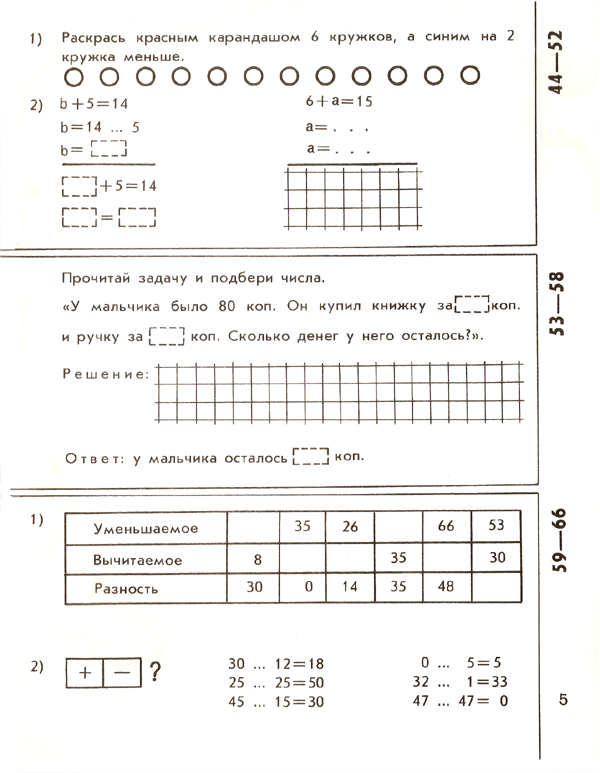 1) Раскрась красным карандашом 6 кружков, а синим на 2
кружка меньше.
44—52
2) b+5=14 6+a=15
b=14 ... 5 a=. . .
b= a=. . .
+5=14
=
Прочитай задачу и подбери числа.
«У мальчика было 80 коп. Он купил книжку за коп.
и ручку за коп. Сколько денег у него осталось?».
53—58
Решение:
Ответ: у мальчика осталось коп.
1)
Уменьшаемое 35 26 66 53
Вычитаемое 8 35 30
Разность 30 0 14 35 48
59—66
2) + — ? 30 ... 12=18 0 ... 5=5
25 ... 25=50 32 ... 1=33
45 ... 15=30 47 ... 47= 0
5